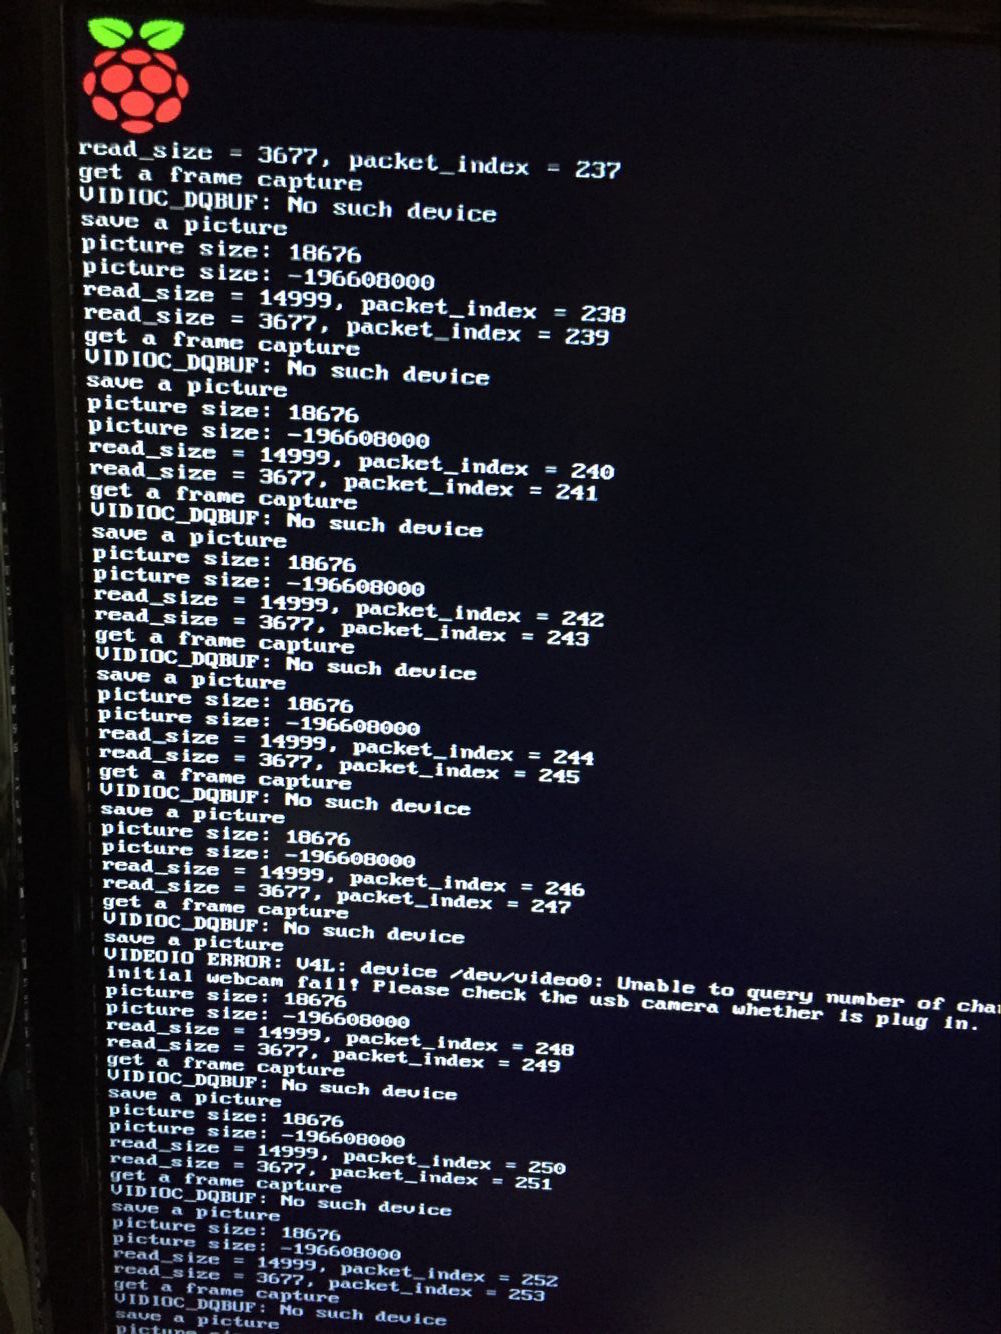 read_size = 3677, packet_index = 237
get a frame capture
VIDIOC_DQBUF: No such device
save a picture
picture size: 18676
picture size: -196608000
read_size = 14999, packet_index = 238
read_size = 3677, packet_index = 239
get a frame capture
VIDIOC_DQBUF: No such device
save a picture
picture size: 18676
picture size: -196608000
read_size = 14999, packet_index = 240
read_size = 3677, packet_index = 241
get a frame capture
VIDIOC_DQBUF: No such device
save a picture
picture size: 18676
picture size: -196608000
read_size = 14999, packet_index = 242
read_size = 3677, packet_index = 243
get a frame capture
VIDIOC_DQBUF: No such device
save a picture
picture size: 18676
picture size: -196608000
read_size = 14999, packet_index = 244
read_size = 3677, packet_index = 245
get a frame capture
VIDIOC_DQBUF: No such device
save a picture
picture size: 18676
picture size: -196608000
read_size = 14999, packet_index = 246
read_size = 3677, packet_index = 247
get a frame capture
VIDIOC_DQBUF: No such device
save a picture
VIDEOIO ERROR: V4L: device /dev/video0: Unable to query number of
initial webcam fail! Please check the usb camera whether is plug in.
picture size: 18676
picture size: -196608000
read_size = 14999, packet_index = 248
read_size = 3677, packet_index = 249
get a frame capture
VIDIOC_DQBUF: No such device
save a picture
picture size: 18676
picture size: -196608000
read_size = 14999, packet_index = 250
read_size = 3677, packet_index = 251
get a frame capture
VIDIOC_DQBUF: No such device
save a picture
picture size: 18676
picture size: -196608000
read_size = 14999, packet_index = 252
read_size = 3677, packet_index = 253
get a frame capture
VIDIOC_DQBUF: No such device
save a picture
picture